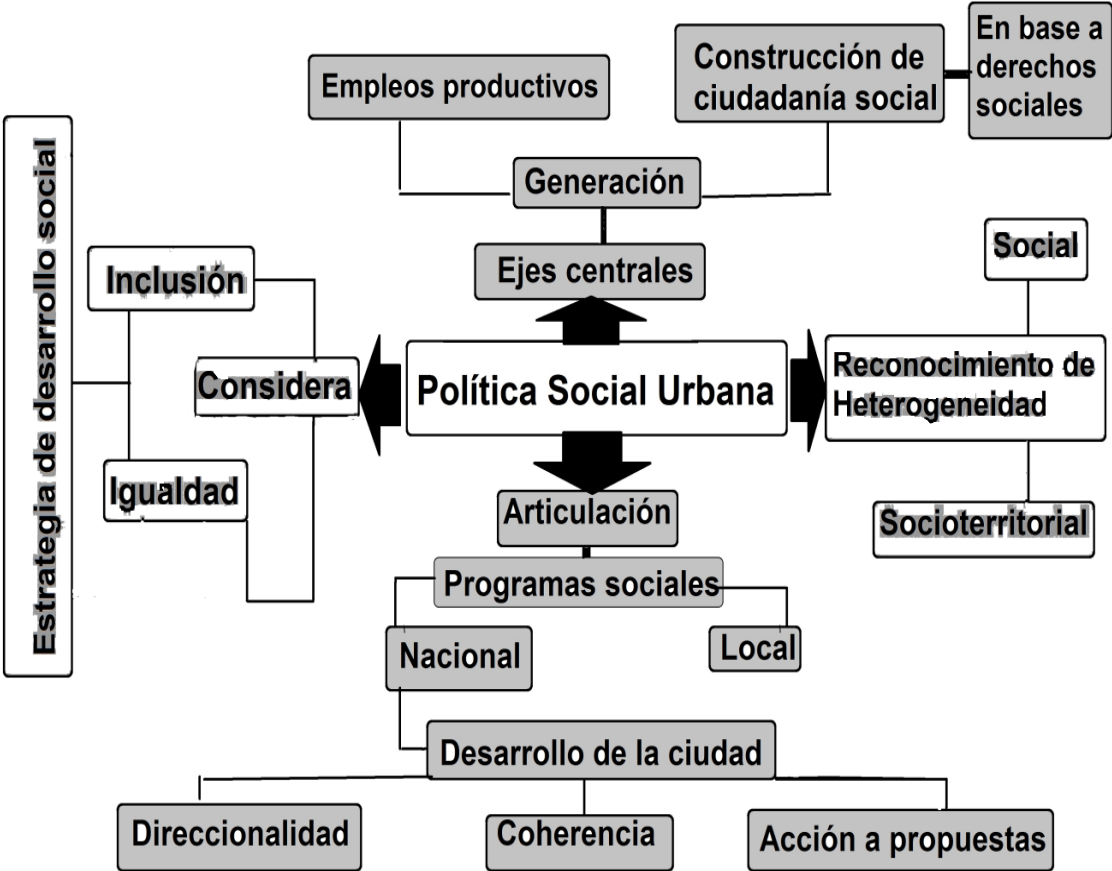 En base a
derechos
sociales
Construcción de
ciudadanía social
Empleos productivos
Generación
Ejes centrales
Estrategia de desarrollo social
Inclusión
Considera
Igualdad
Política Social Urbana
Social
Reconocimiento de
Heterogeneidad
Socioterritorial
Articulación
Programas sociales
Nacional
Local
Desarrollo de la ciudad
Direccionalidad
Coherencia
Acción a propuestas